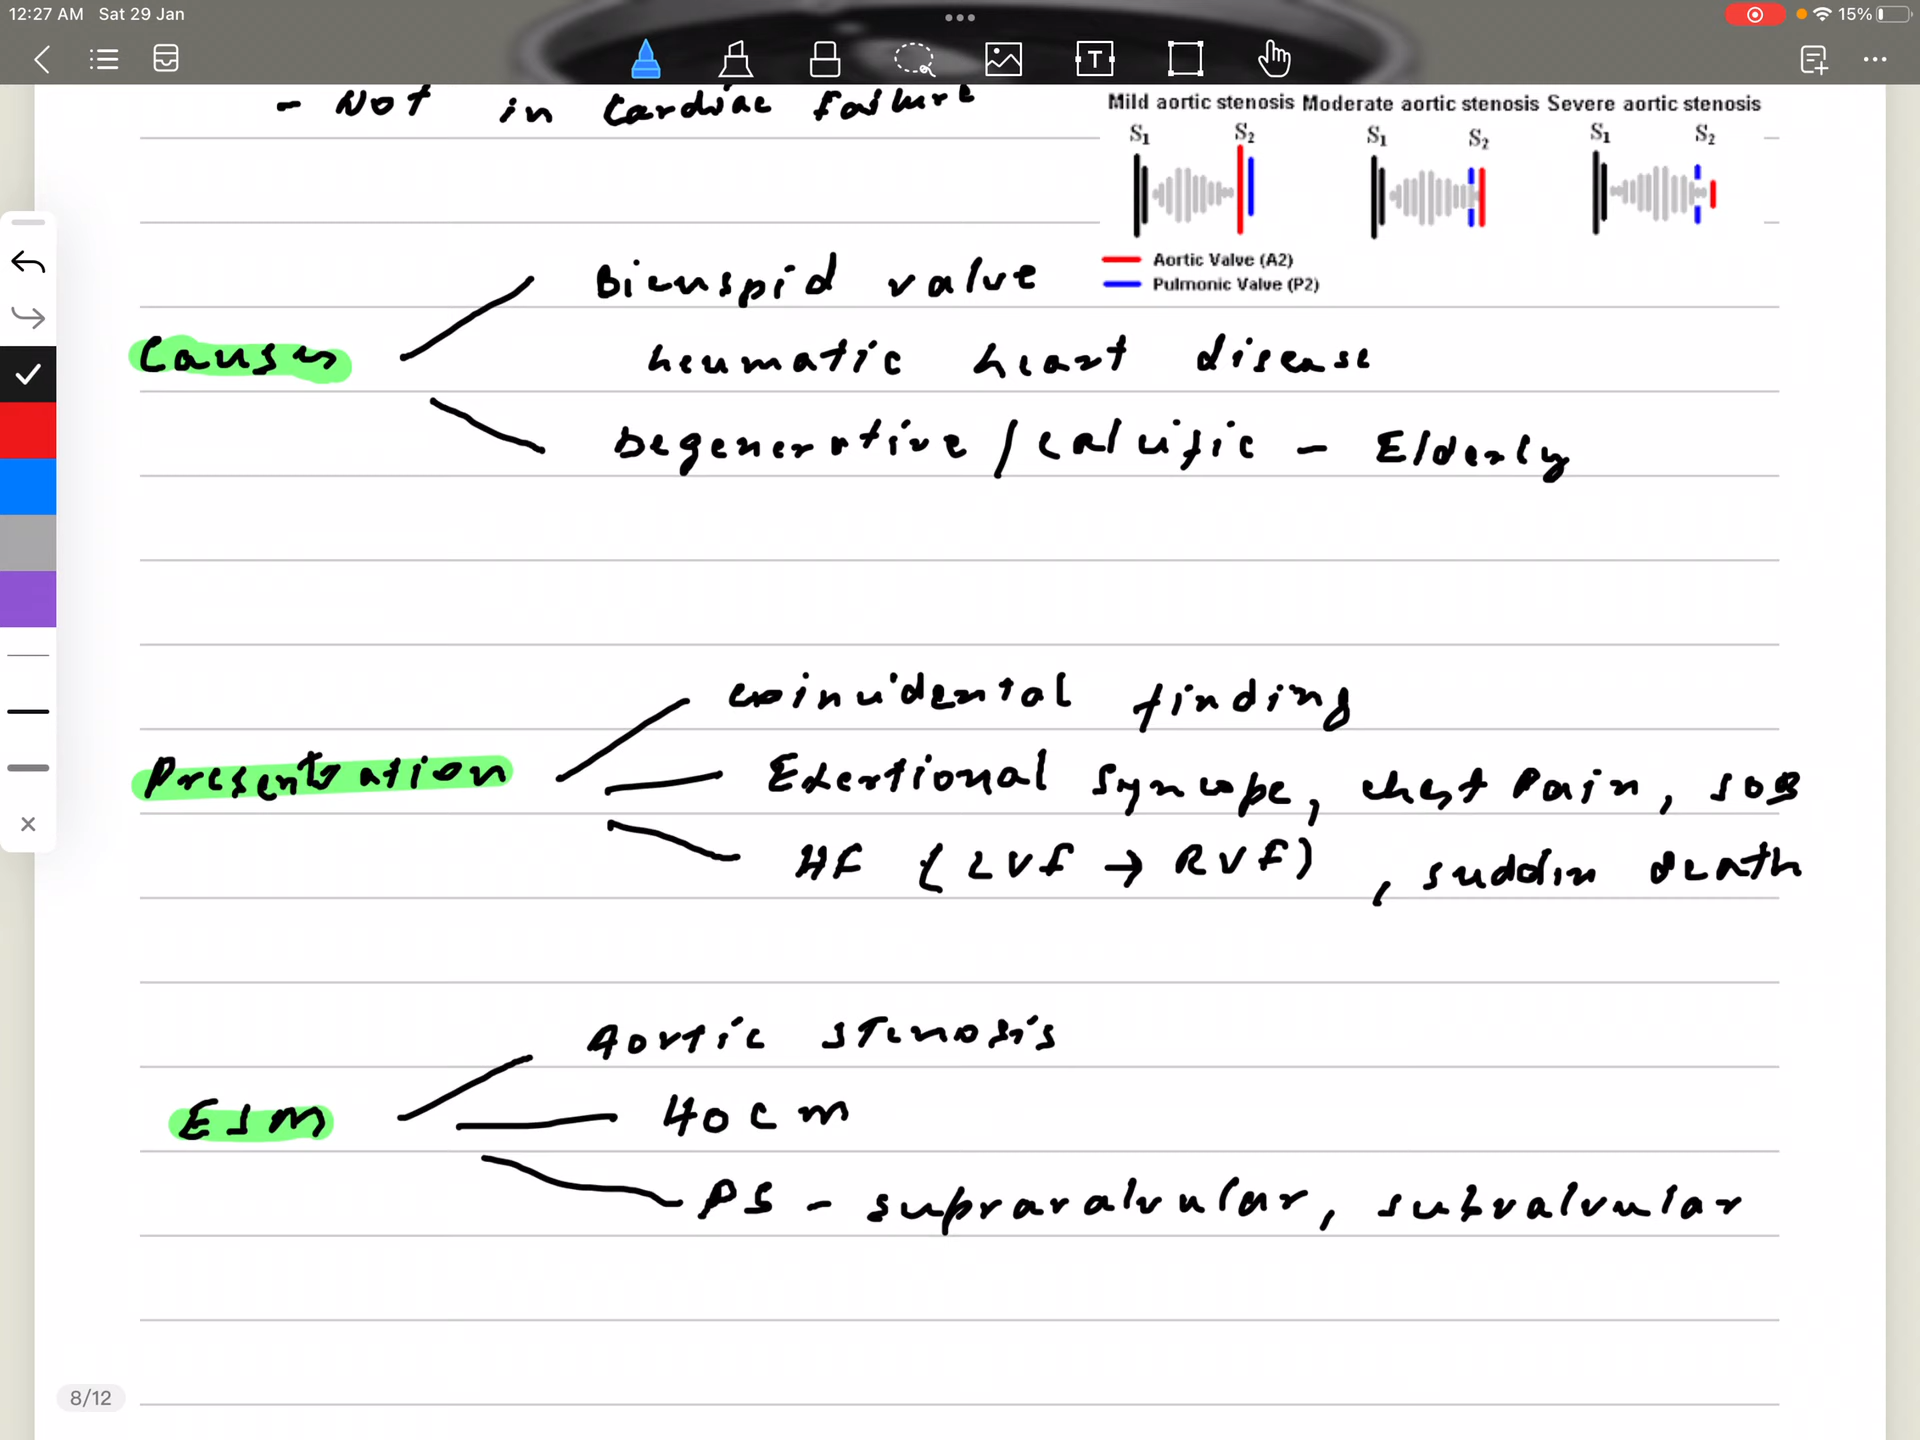 12:27 AM Sat 29 Jan
15%
- Not in Cardiac failure
Mild aortic stenosis Moderate aortic stenosis Severe aortic stenosis
S1 S2 S1 S2 S1 S2
Aortic Valve (A2)
Pulmonic Valve (P2)
Bicuspid valve
Causes heumatic heart disease
Degenerative / calcific - Elderly
coincidental finding
Presentation Exertional syncope, chest Pain, SOB
HF (LVF → RVF), sudden death
Aortic stenosis
ESM HOCM
PS - supravalvular, subvalvular
8/12